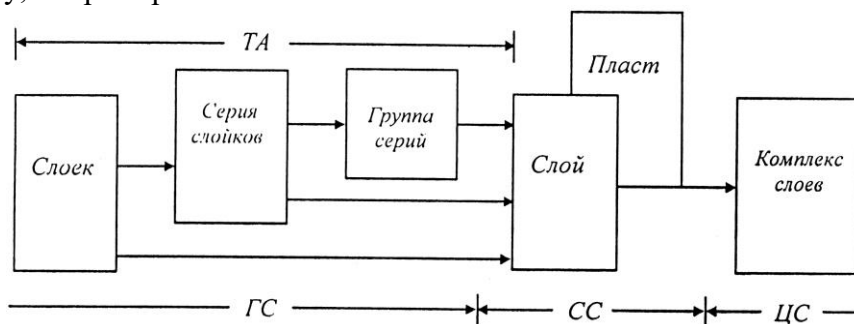 ТА
Пласт
Серия
слойков
Группа
серий
Слоек
Слой
Комплекс
слоев
ГС
СС
ЦС